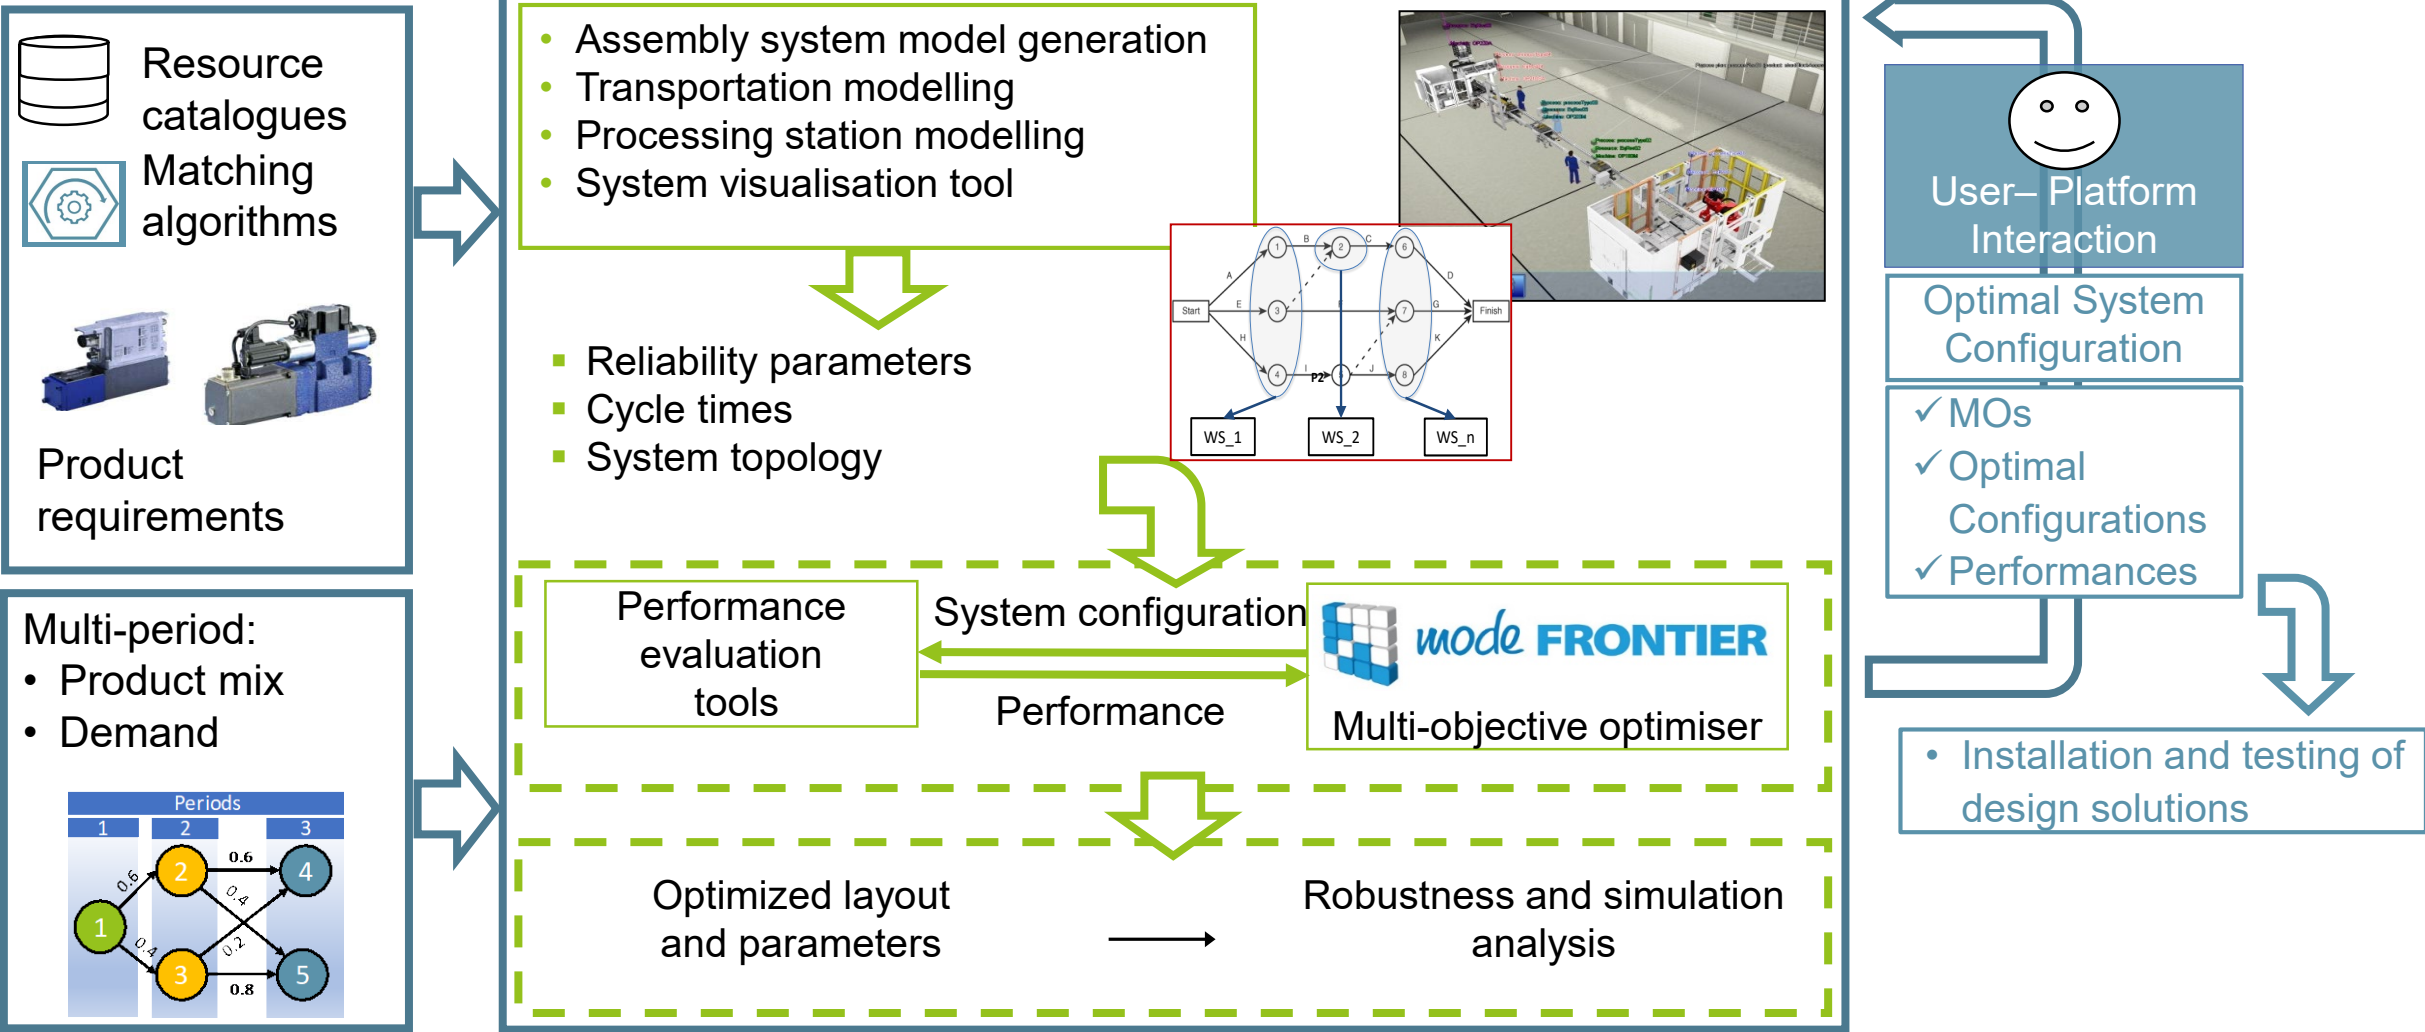 Resource
catalogues
Matching
algorithms
Product
requirements
Multi-period:
• Product mix
• Demand
Periods
1 2 3
1
2
3
4
5
0.6
0.4
0.6
0.4
0.2
0.8
• Assembly system model generation
• Transportation modelling
• Processing station modelling
• System visualisation tool
Reliability parameters
Cycle times
System topology
Start
Finish
A
B
C
D
E
F
G
H
I
J
K
1
2
6
3
7
4
8
P2
WS_1
WS_2
WS_n
Performance
evaluation
tools
System configuration
Performance
mode FRONTIER
Multi-objective optimiser
Optimized layout
and parameters
Robustness and simulation
analysis
User– Platform
Interaction
Optimal System
Configuration
✓ MOs
✓ Optimal
Configurations
✓ Performances
• Installation and testing of
design solutions